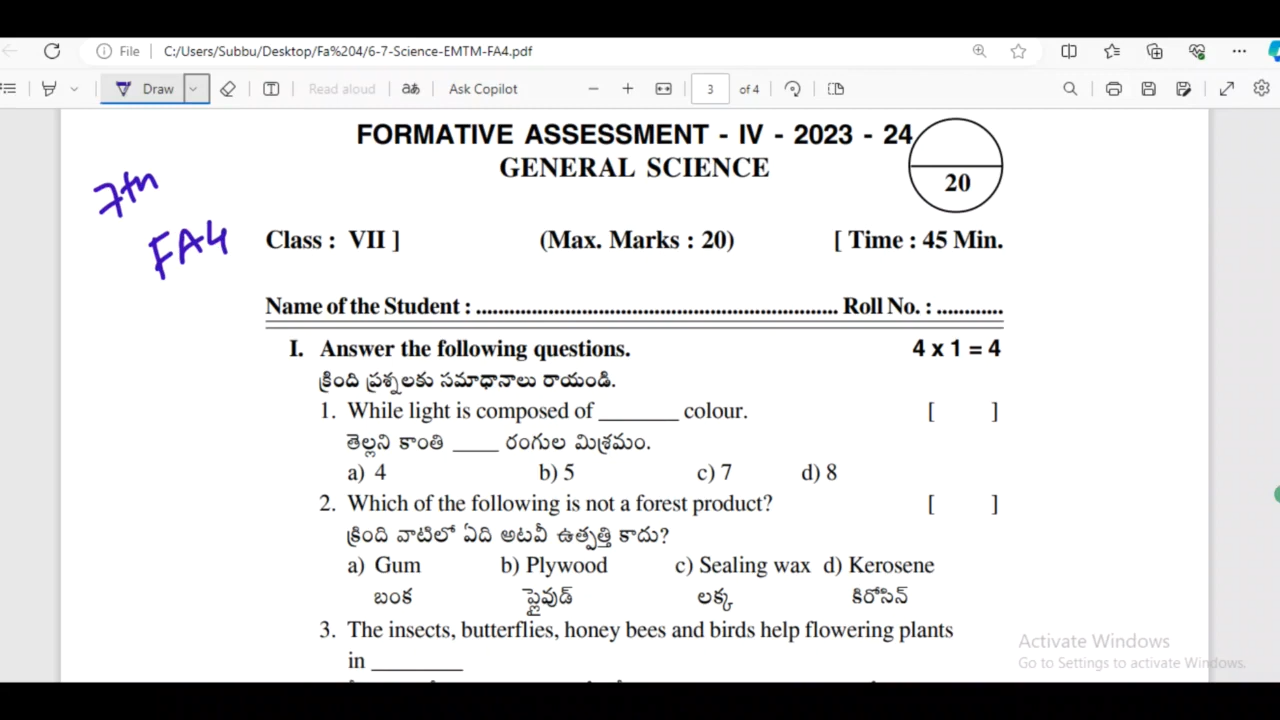 File | C:/Users/Subbu/Desktop/Fa%204/6-7-Science-EMTM-FA4.pdf
Draw Read aloud aあ Ask Copilot 3 of 4
FORMATIVE ASSESSMENT - IV - 2023 - 24
GENERAL SCIENCE
20
7th
FA4
Class : VII ] (Max. Marks : 20) [ Time : 45 Min.
Name of the Student : ........................................................................... Roll No. : ............
I. Answer the following questions. 4 x 1 = 4
క్రింది ప్రశ్నలకు సమాధానాలు రాయండి.
1. While light is composed of _______ colour. [ ]
తెల్లని కాంతి ____ రంగుల మిశ్రమం.
a) 4 b) 5 c) 7 d) 8
2. Which of the following is not a forest product? [ ]
క్రింది వాటిలో ఏది అటవీ ఉత్పత్తి కాదు?
a) Gum b) Plywood c) Sealing wax d) Kerosene
బంక ప్లైవుడ్ లక్క కిరోసిన్
3. The insects, butterflies, honey bees and birds help flowering plants
in ________
Activate Windows
Go to Settings to activate Windows.